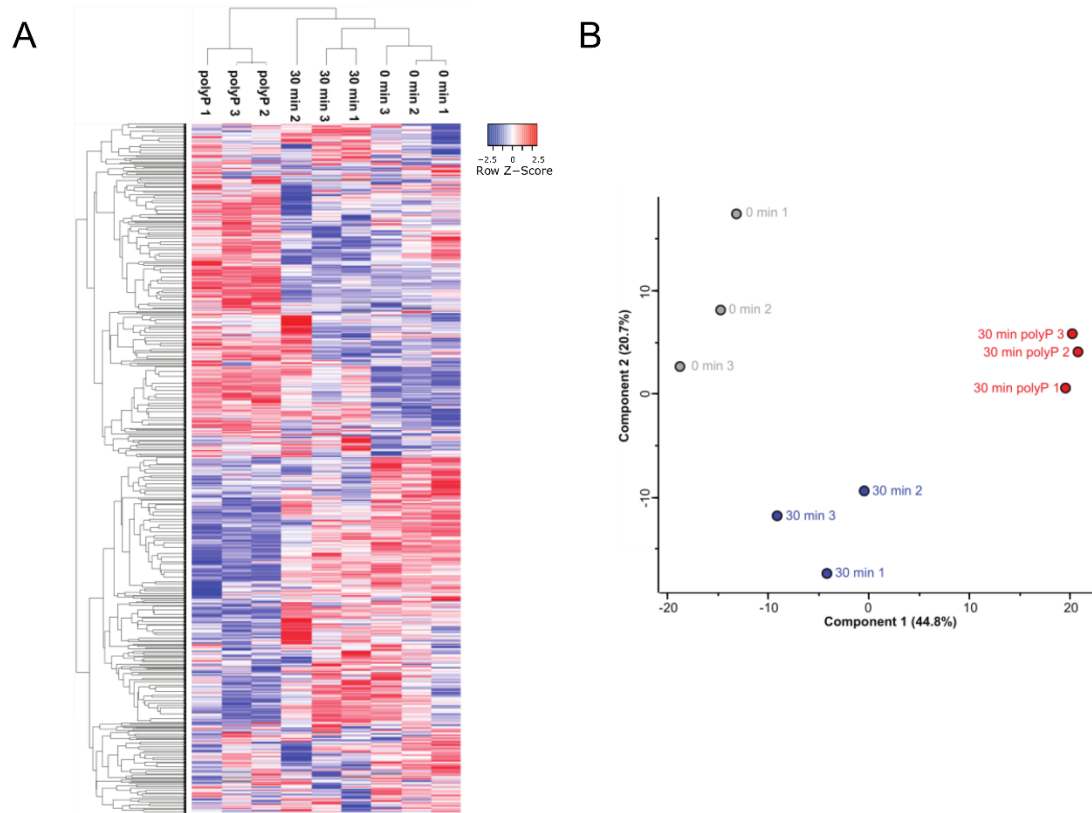 A
B
polyP 1
polyP 3
polyP 2
30 min 2
30 min 3
30 min 1
0 min 3
0 min 2
0 min 1
−2.5 0 2.5
Row Z−Score
0 min 1
0 min 2
0 min 3
30 min polyP 3
30 min polyP 2
30 min polyP 1
30 min 2
30 min 3
30 min 1
Component 2 (20.7%)
10
0
-10
-20 -10 0 10 20
Component 1 (44.8%)